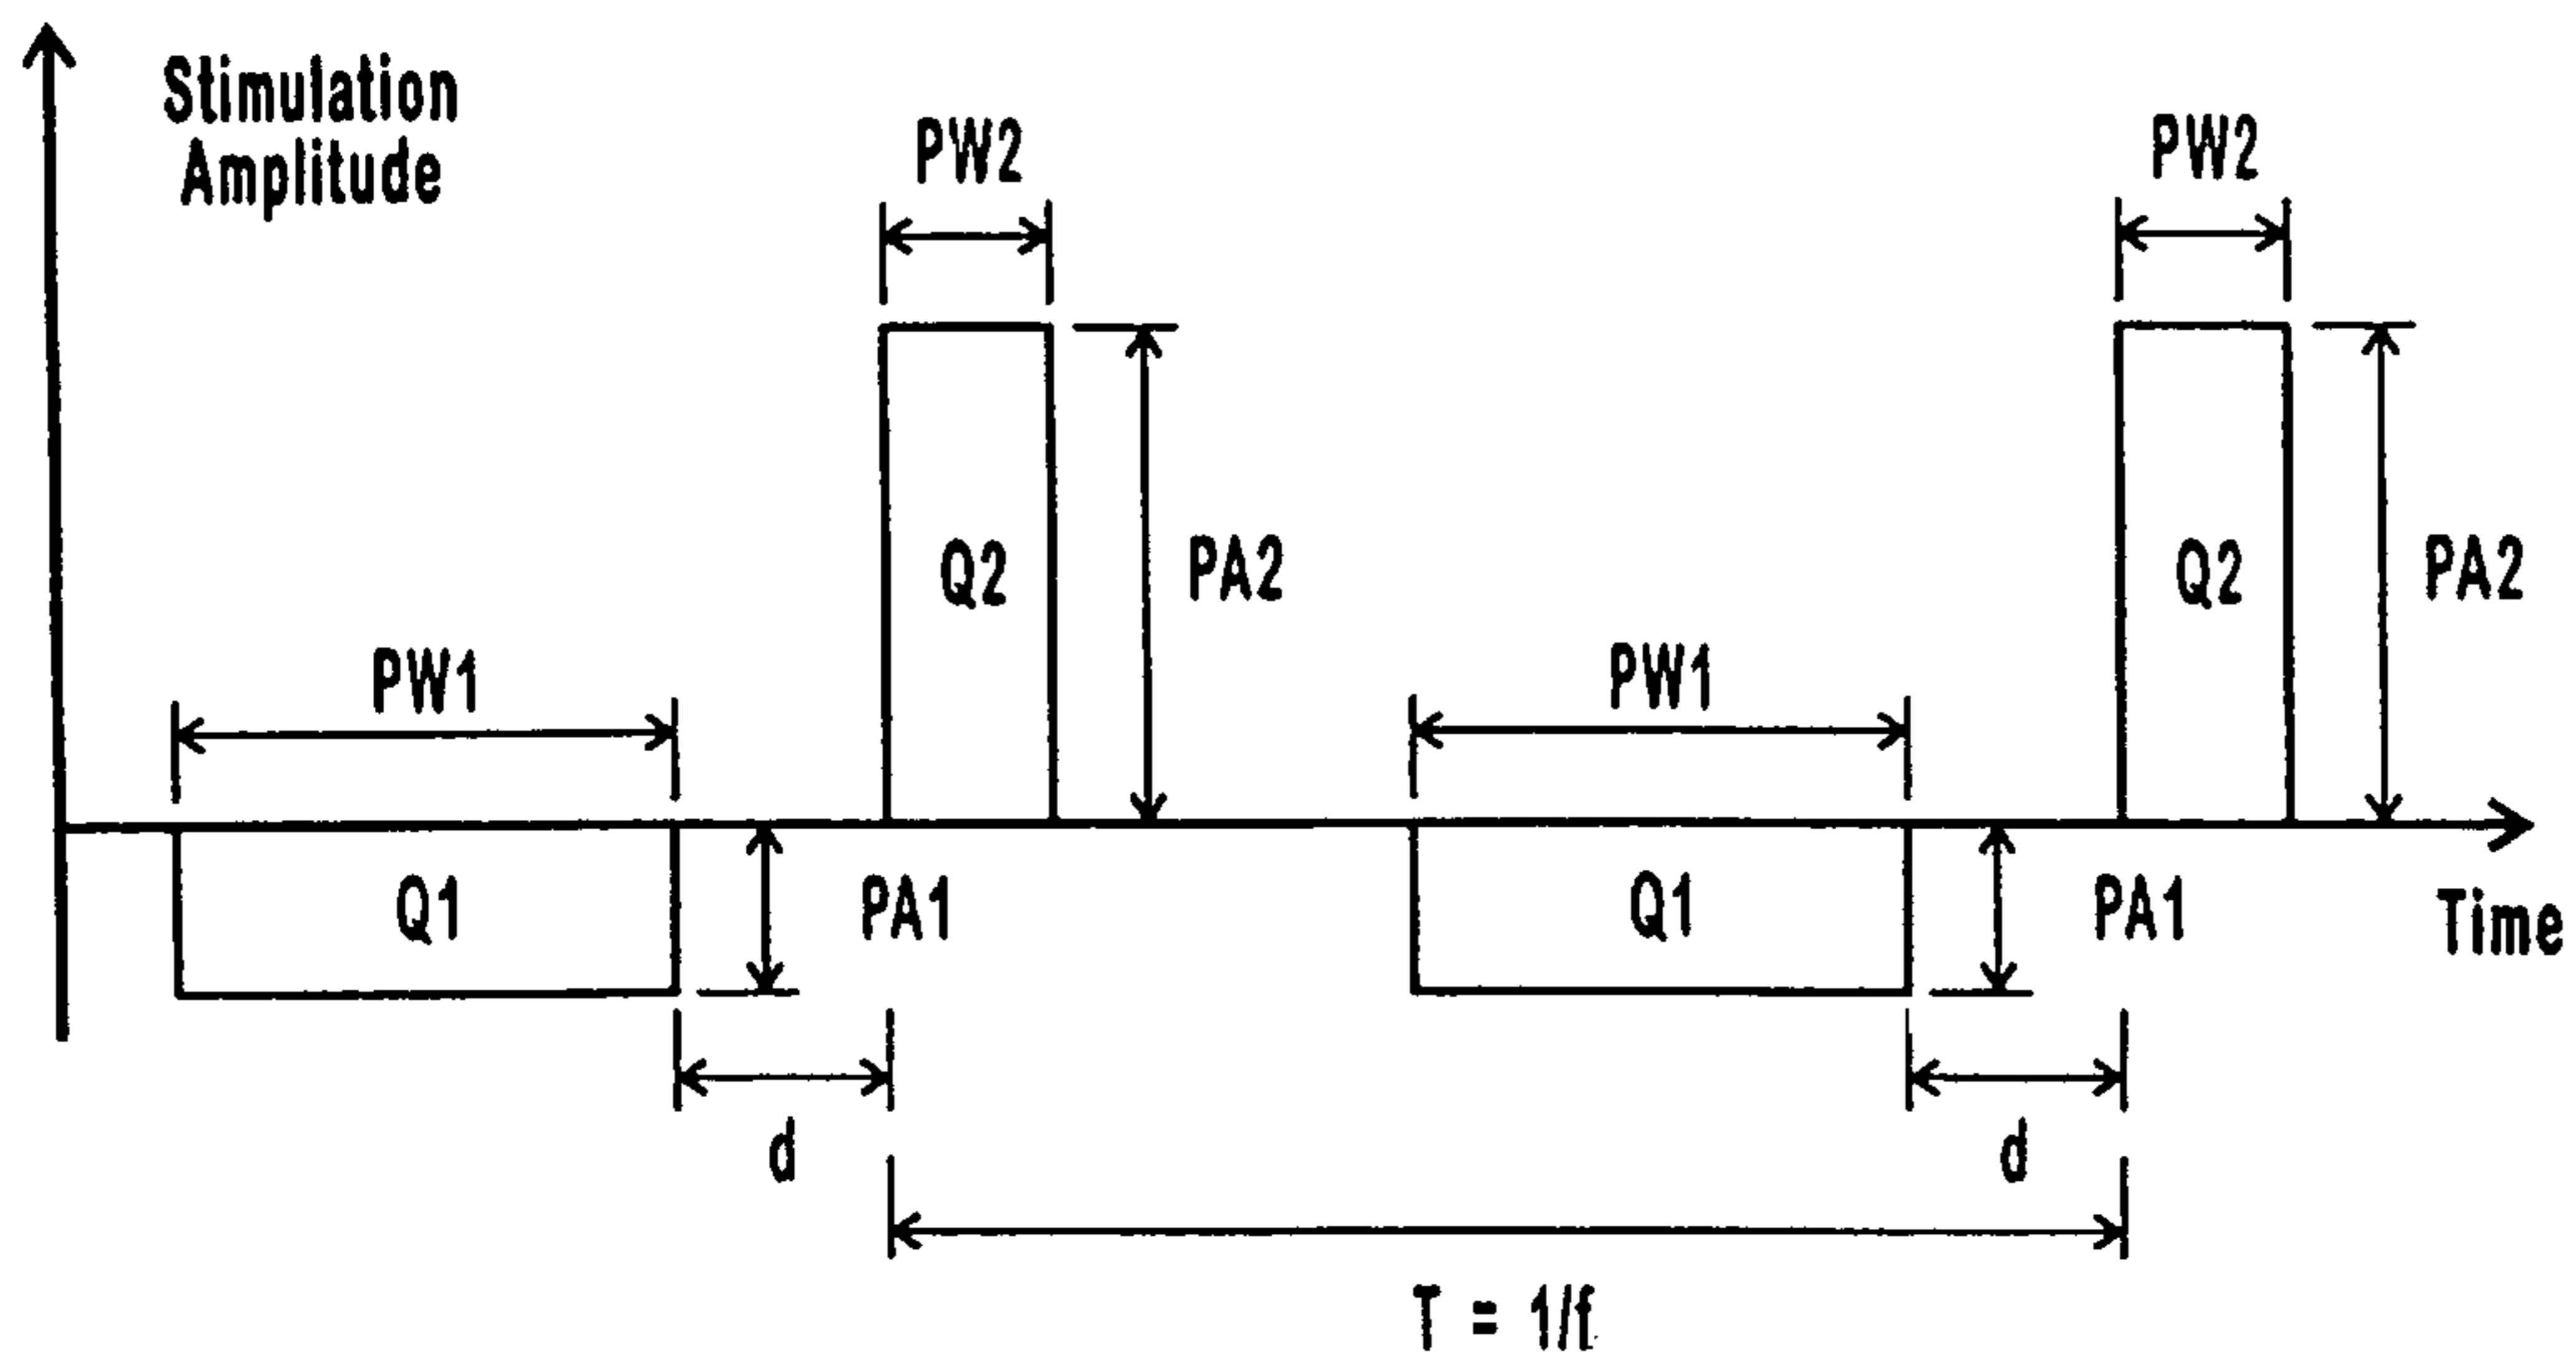 Stimulation
Amplitude
PW2
PW2
Q2
PA2
Q2
PA2
PW1
PW1
Q1
PA1
Q1
PA1
Time
d
d
T = 1/f